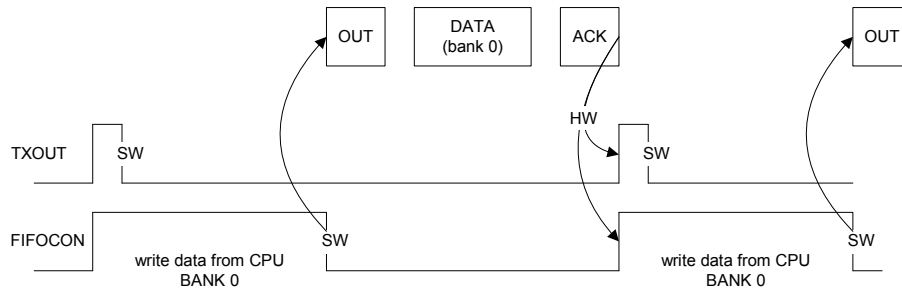 OUT
DATA
(bank 0)
ACK
OUT
HW
TXOUT
SW
SW
FIFOCON
SW
SW
write data from CPU
BANK 0
write data from CPU
BANK 0